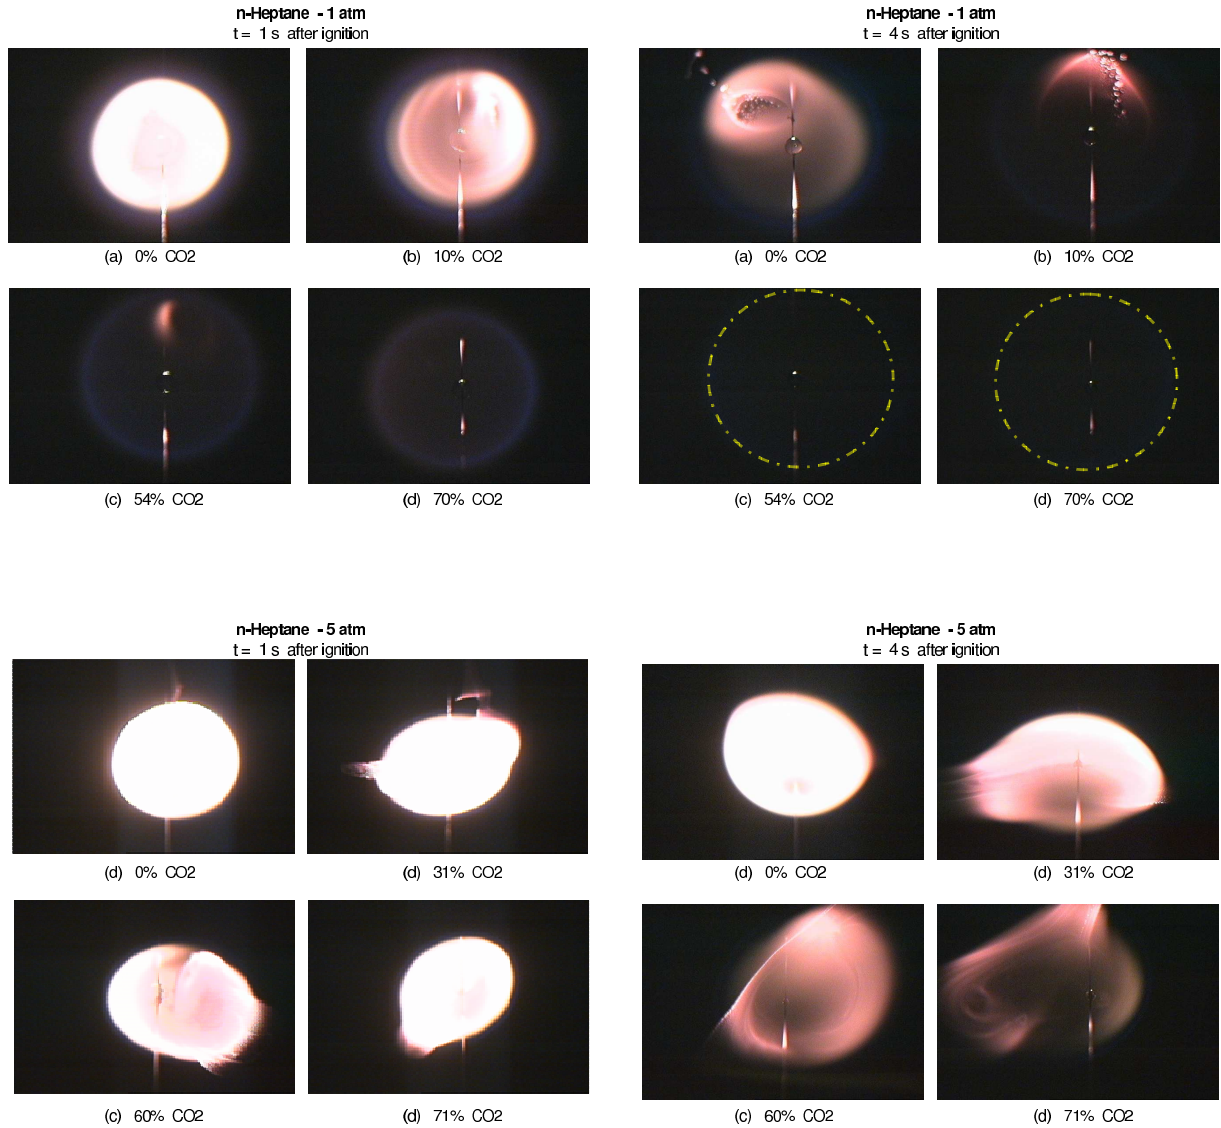 n-Heptane - 1 atm
t = 1 s after ignition
(a) 0% CO2
(b) 10% CO2
(c) 54% CO2
(d) 70% CO2
n-Heptane - 1 atm
t = 4 s after ignition
(a) 0% CO2
(b) 10% CO2
(c) 54% CO2
(d) 70% CO2
n-Heptane - 5 atm
t = 1 s after ignition
(d) 0% CO2
(d) 31% CO2
(c) 60% CO2
(d) 71% CO2
n-Heptane - 5 atm
t = 4 s after ignition
(d) 0% CO2
(d) 31% CO2
(c) 60% CO2
(d) 71% CO2